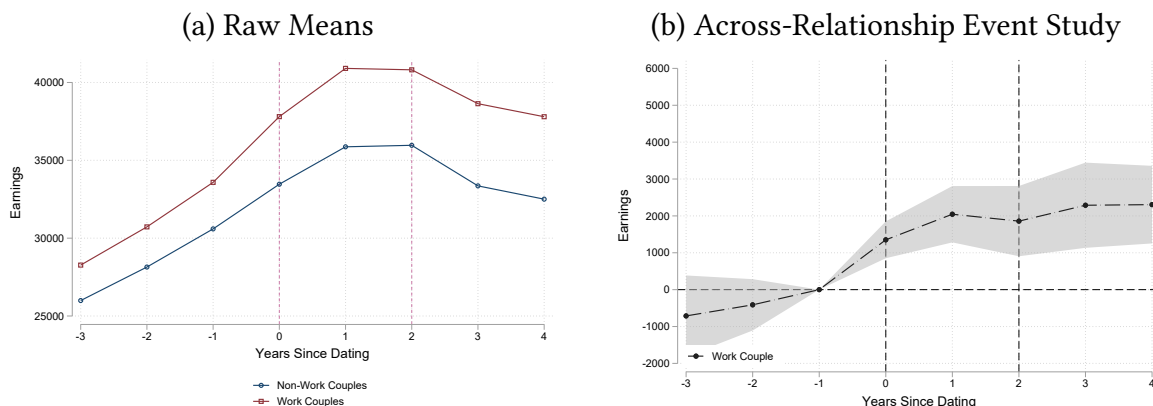 (a) Raw Means
40000
35000
30000
25000
Earnings
-3 -2 -1 0 1 2 3 4
Years Since Dating
Non-Work Couples
Work Couples
(b) Across-Relationship Event Study
6000
5000
4000
3000
2000
1000
0
-1000
-2000
Earnings
Work Couple
-3 -2 -1 0 1 2 3 4
Years Since Dating